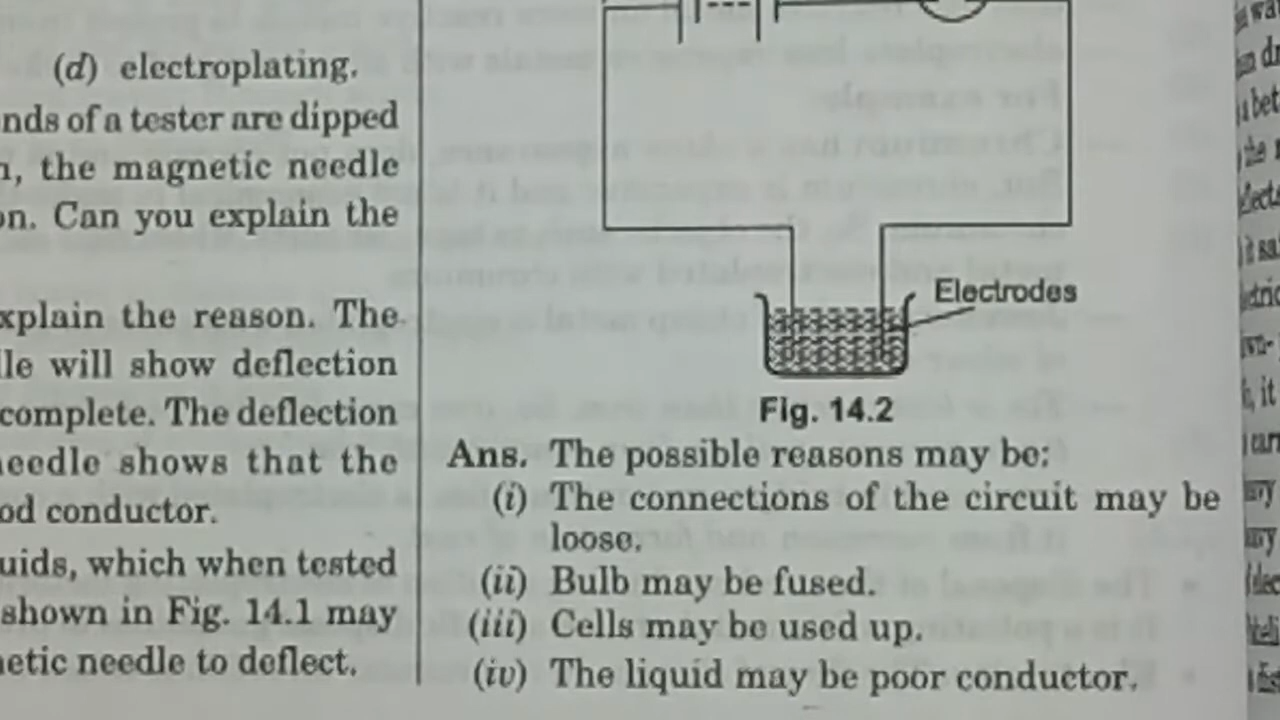 (d) electroplating.
nds of a tester are dipped
n, the magnetic needle
on. Can you explain the
xplain the reason. The
lle will show deflection
complete. The deflection
needle shows that the
od conductor.
uids, which when tested
shown in Fig. 14.1 may
netic needle to deflect.
Electrodes
Fig. 14.2
Ans. The possible reasons may be:
(i) The connections of the circuit may be
loose.
(ii) Bulb may be fused.
(iii) Cells may be used up.
(iv) The liquid may be poor conductor.